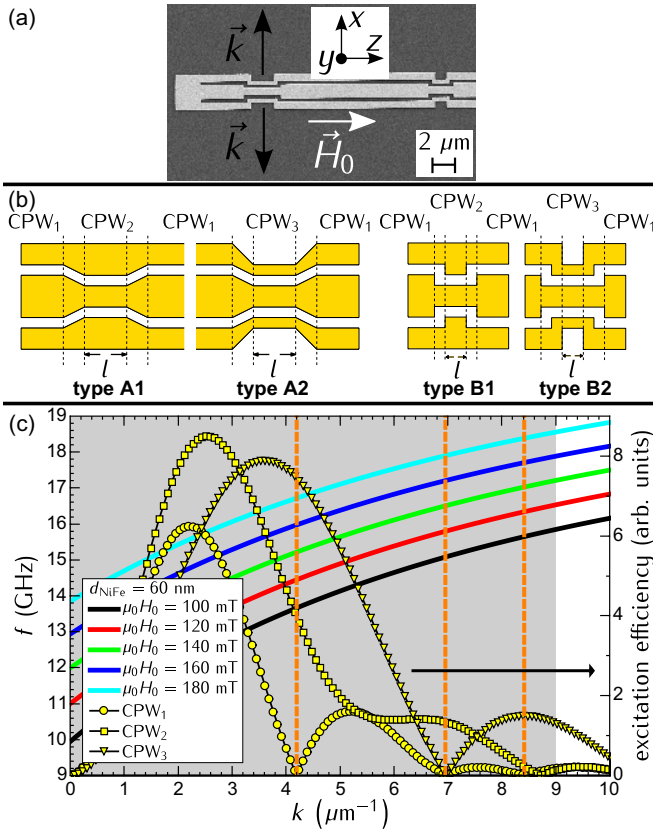 (a)
k⃗
x
z
y
k⃗
H⃗₀
2 μm
(b)
CPW₁ CPW₂ CPW₁ CPW₃ CPW₁
CPW₁ CPW₂ CPW₁ CPW₃ CPW₁
l l l l
type A1 type A2 type B1 type B2
(c)
19
18
17
16
15
14
13
12
11
10
9
f (GHz)
d_NiFe = 60 nm
μ₀H₀ = 100 mT
μ₀H₀ = 120 mT
μ₀H₀ = 140 mT
μ₀H₀ = 160 mT
μ₀H₀ = 180 mT
CPW₁
CPW₂
CPW₃
8
6
4
2
0
excitation efficiency (arb. units)
0 1 2 3 4 5 6 7 8 9 10
k (μm⁻¹)